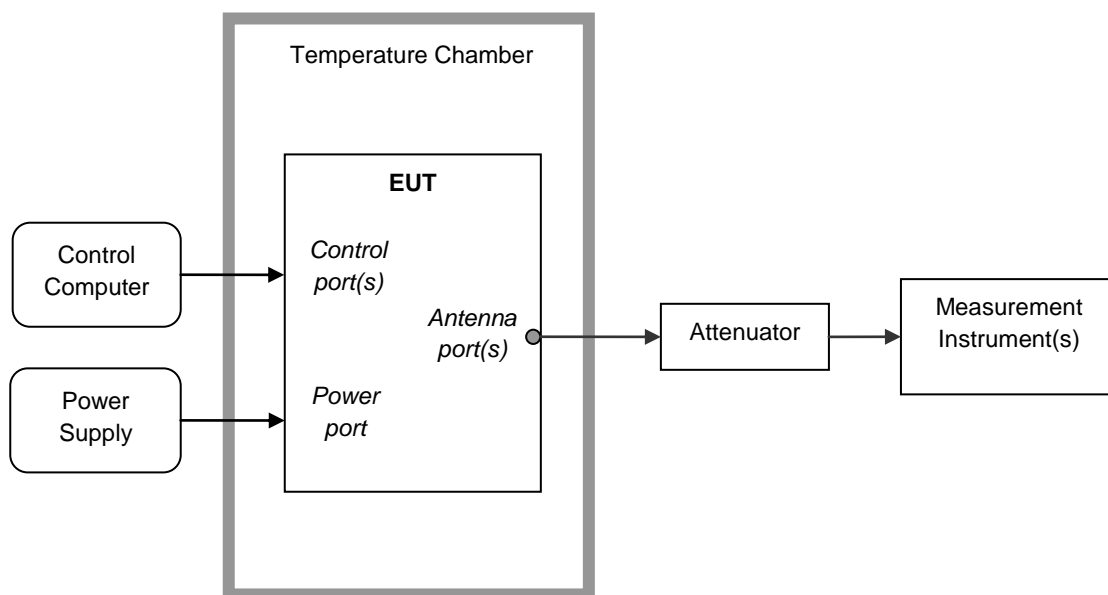 Temperature Chamber
EUT
Control
Computer
Control
port(s)
Antenna
port(s)
Attenuator
Measurement
Instrument(s)
Power
Supply
Power
port